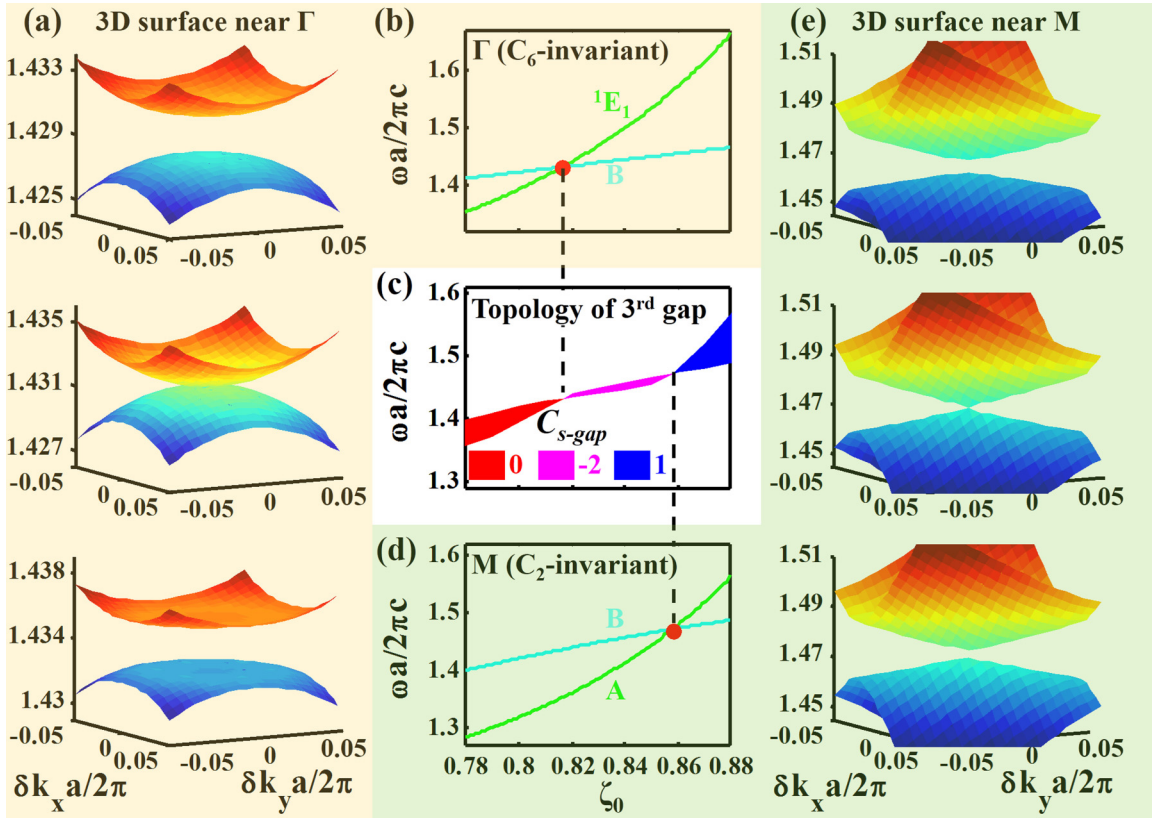 (a) 3D surface near Γ
1.433
1.429
1.425
-0.05
0
0.05
-0.05
0
0.05
1.435
1.431
1.427
-0.05
0
0.05
-0.05
0
0.05
1.438
1.434
1.43
-0.05
0
0.05
-0.05
0
0.05
δkₓa/2π
δk_y a/2π
(b)
Γ (C₆-invariant)
1.6
1.5
1.4
ωa/2πc
¹E₁
B
(c)
Topology of 3ʳᵈ gap
1.6
1.5
1.4
1.3
ωa/2πc
C_s-gap
0 -2 1
(d)
M (C₂-invariant)
1.6
1.5
1.4
1.3
ωa/2πc
B
A
0.78 0.8 0.82 0.84 0.86 0.88
ζ₀
(e) 3D surface near M
1.51
1.49
1.47
1.45
-0.05
0
0.05
-0.05
0
0.05
1.51
1.49
1.47
1.45
-0.05
0
0.05
-0.05
0
0.05
1.51
1.49
1.47
1.45
-0.05
0
0.05
-0.05
0
0.05
δkₓa/2π
δk_y a/2π